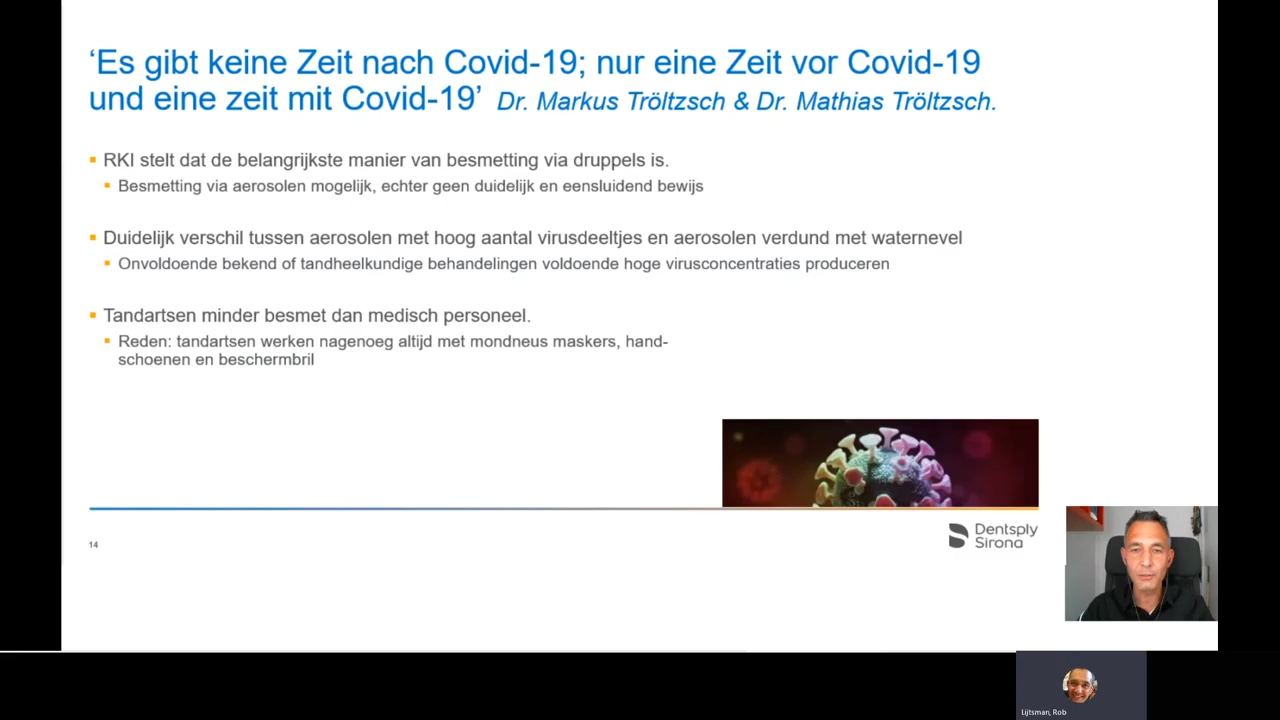 ‘Es gibt keine Zeit nach Covid-19; nur eine Zeit vor Covid-19
und eine zeit mit Covid-19’ Dr. Markus Tröltzsch & Dr. Mathias Tröltzsch.
RKI stelt dat de belangrijkste manier van besmetting via druppels is.
Besmetting via aerosolen mogelijk, echter geen duidelijk en eensluidend bewijs
Duidelijk verschil tussen aerosolen met hoog aantal virusdeeltjes en aerosolen verdund met waternevel
Onvoldoende bekend of tandheelkundige behandelingen voldoende hoge virusconcentraties produceren
Tandartsen minder besmet dan medisch personeel.
Reden: tandartsen werken nagenoeg altijd met mondneus maskers, hand-
schoenen en beschermbril
14
Dentsply
Sirona
Lijtsman, Rob